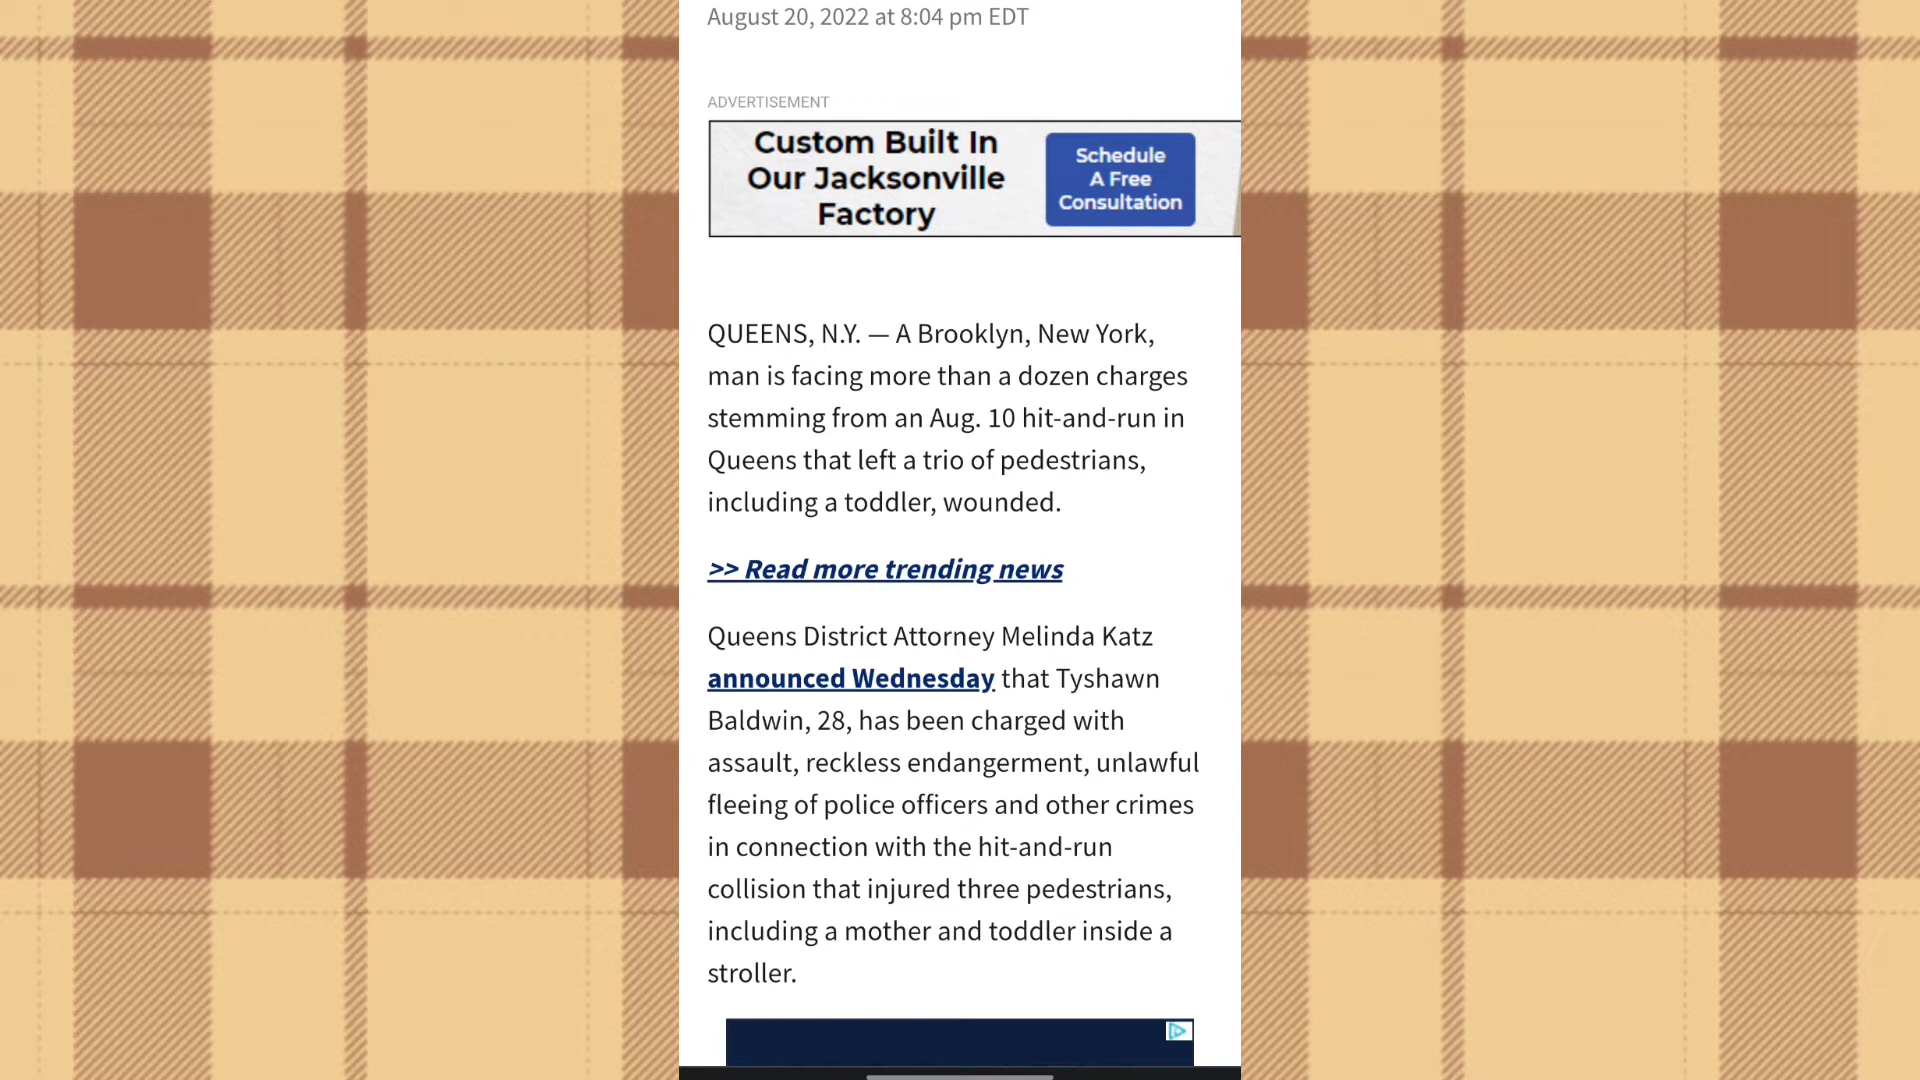 August 20, 2022 at 8:04 pm EDT
ADVERTISEMENT
Custom Built In
Our Jacksonville
Factory
Schedule
A Free
Consultation
QUEENS, N.Y. — A Brooklyn, New York,
man is facing more than a dozen charges
stemming from an Aug. 10 hit-and-run in
Queens that left a trio of pedestrians,
including a toddler, wounded.
>> Read more trending news
Queens District Attorney Melinda Katz
announced Wednesday that Tyshawn
Baldwin, 28, has been charged with
assault, reckless endangerment, unlawful
fleeing of police officers and other crimes
in connection with the hit-and-run
collision that injured three pedestrians,
including a mother and toddler inside a
stroller.